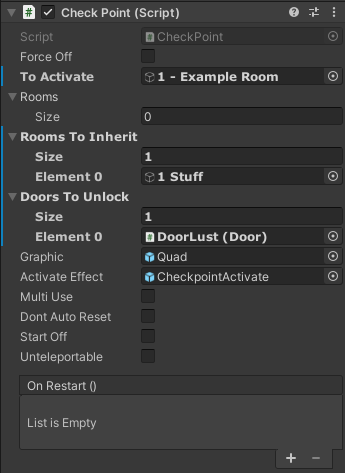 Check Point (Script)
Script CheckPoint
Force Off
To Activate 1 - Example Room
Rooms
Size 0
Rooms To Inherit
Size 1
Element 0 1 Stuff
Doors To Unlock
Size 1
Element 0 DoorLust (Door)
Graphic Quad
Activate Effect CheckpointActivate
Multi Use
Dont Auto Reset
Start Off
Unteleportable
On Restart ()
List is Empty
+ −